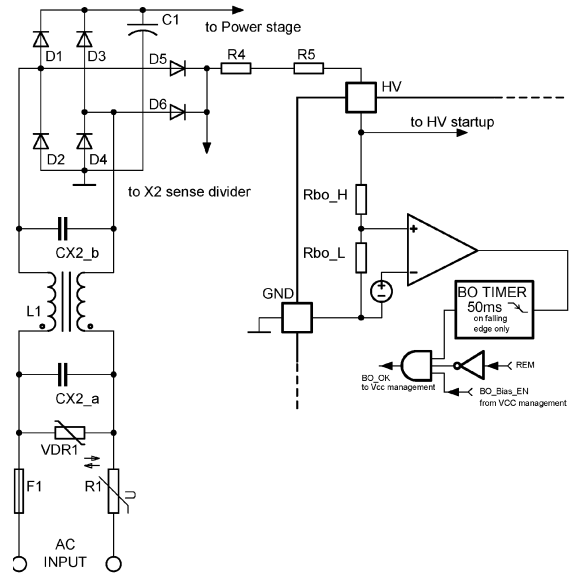 C1
to Power stage
D1
D3
D5
R4
R5
HV
D6
to HV startup
D2
D4
to X2 sense divider
Rbo_H
CX2_b
Rbo_L
+
−
GND
+
−
L1
BO TIMER
50ms
on falling
edge only
REM
BO_OK
to Vcc management
BO_Bias_EN
from VCC management
CX2_a
VDR1
F1
R1
U
AC
INPUT